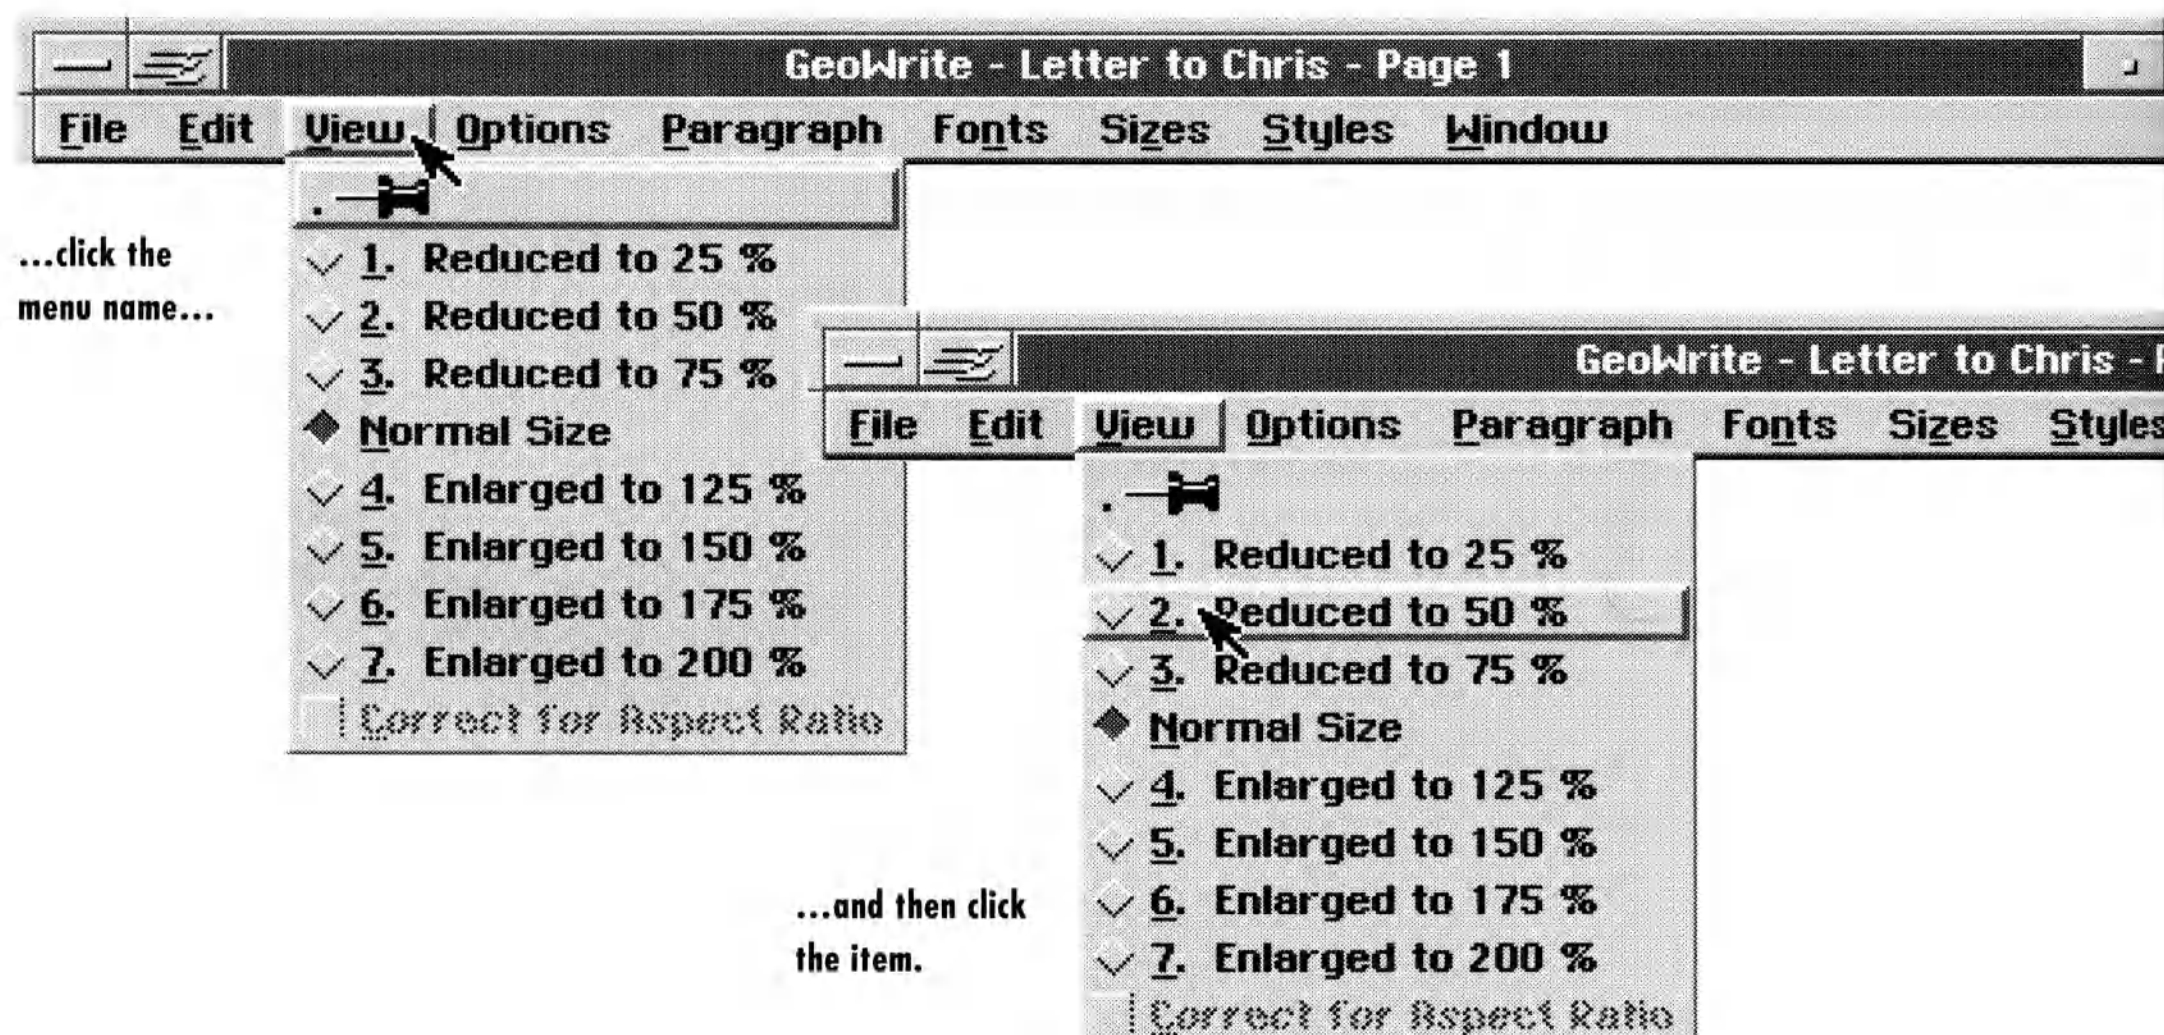 GeoWrite - Letter to Chris - Page 1
File Edit View Options Paragraph Fonts Sizes Styles Window
...click the
menu name...
1. Reduced to 25 %
2. Reduced to 50 %
3. Reduced to 75 %
Normal Size
4. Enlarged to 125 %
5. Enlarged to 150 %
6. Enlarged to 175 %
7. Enlarged to 200 %
Correct for Aspect Ratio
GeoWrite - Letter to Chris -
File Edit View Options Paragraph Fonts Sizes Styles
1. Reduced to 25 %
2. Reduced to 50 %
3. Reduced to 75 %
Normal Size
4. Enlarged to 125 %
5. Enlarged to 150 %
6. Enlarged to 175 %
7. Enlarged to 200 %
Correct for Aspect Ratio
...and then click
the item.